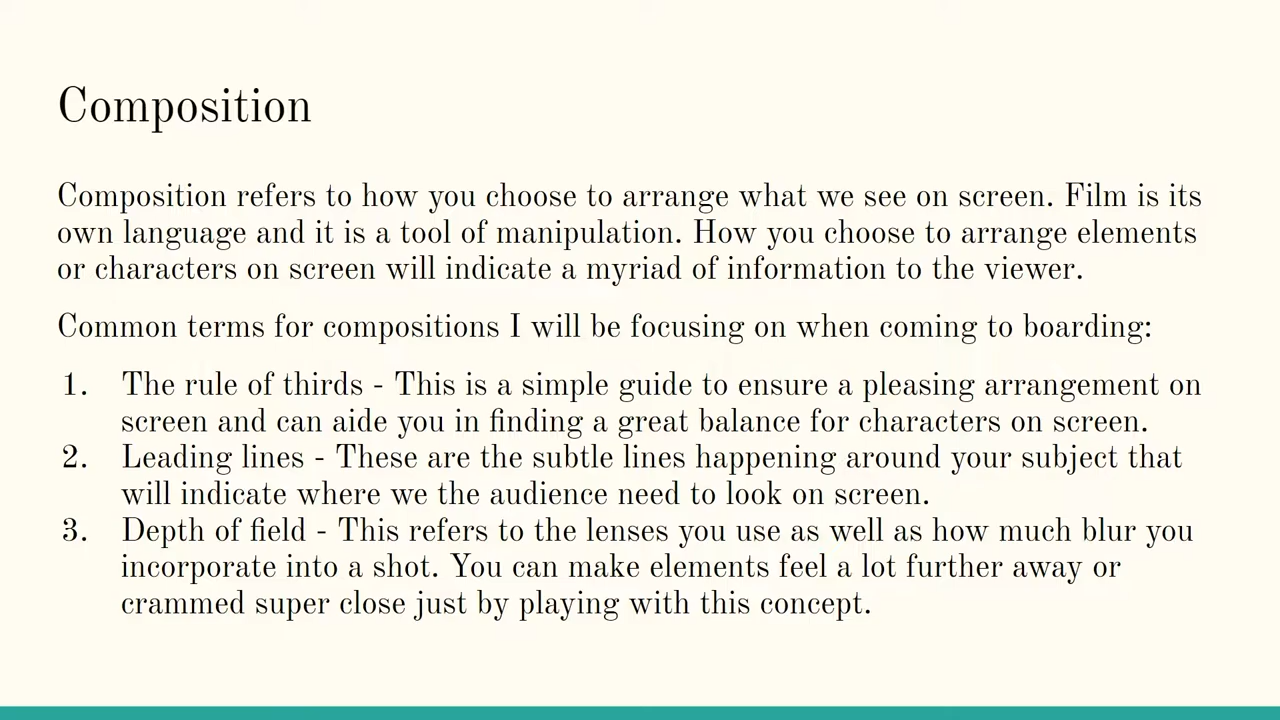 Composition
Composition refers to how you choose to arrange what we see on screen. Film is its
own language and it is a tool of manipulation. How you choose to arrange elements
or characters on screen will indicate a myriad of information to the viewer.
Common terms for compositions I will be focusing on when coming to boarding:
1. The rule of thirds - This is a simple guide to ensure a pleasing arrangement on
screen and can aide you in finding a great balance for characters on screen.
2. Leading lines - These are the subtle lines happening around your subject that
will indicate where we the audience need to look on screen.
3. Depth of field - This refers to the lenses you use as well as how much blur you
incorporate into a shot. You can make elements feel a lot further away or
crammed super close just by playing with this concept.